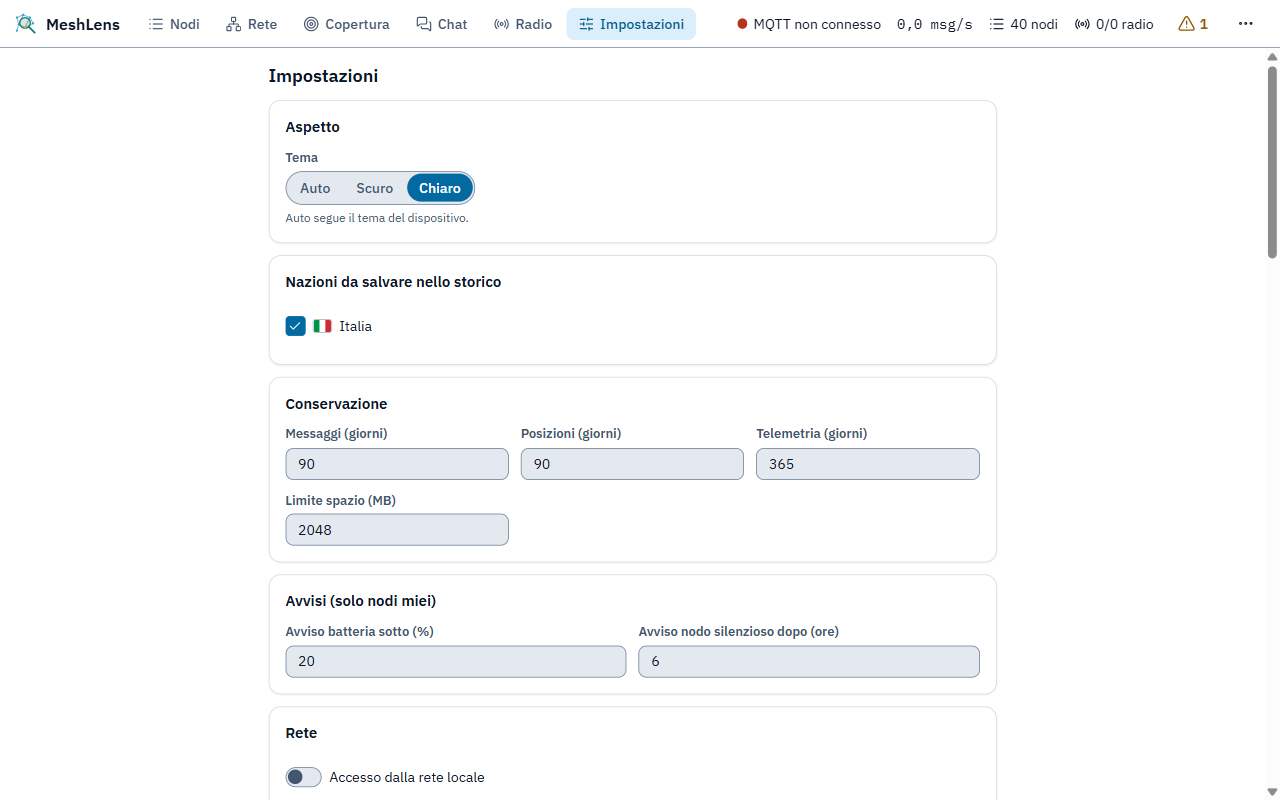 MeshLens Nodi Rete Copertura Chat Radio Impostazioni MQTT non connesso 0,0 msg/s 40 nodi 0/0 radio 1
Impostazioni
Aspetto
Tema
Auto Scuro Chiaro
Auto segue il tema del dispositivo.
Nazioni da salvare nello storico
Italia
Conservazione
Messaggi (giorni) Posizioni (giorni) Telemetria (giorni)
90 90 365
Limite spazio (MB)
2048
Avvisi (solo nodi miei)
Avviso batteria sotto (%) Avviso nodo silenzioso dopo (ore)
20 6
Rete
Accesso dalla rete locale